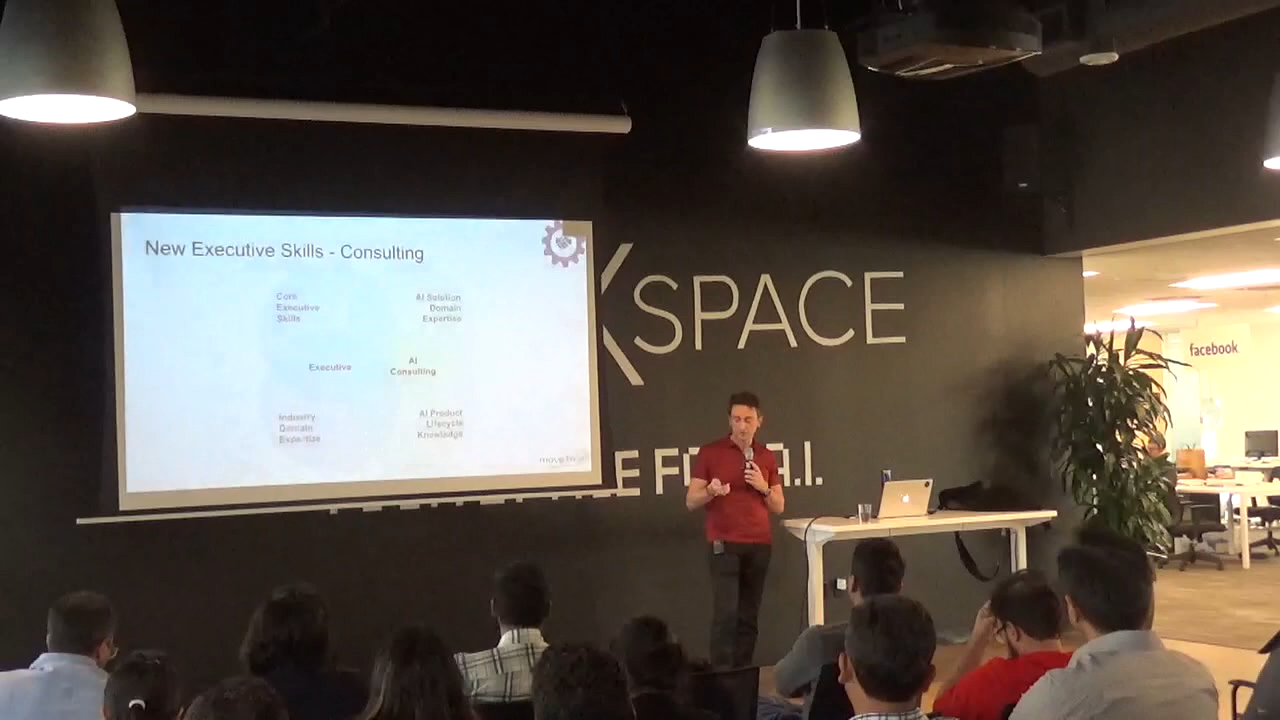 New Executive Skills - Consulting
Core
Executive
Skills
AI Solution
Domain
Expertise
Executive
AI
Consulting
Industry
Domain
Expertise
AI Product
Lifecycle
Knowledge
SPACE
A.I.
facebook